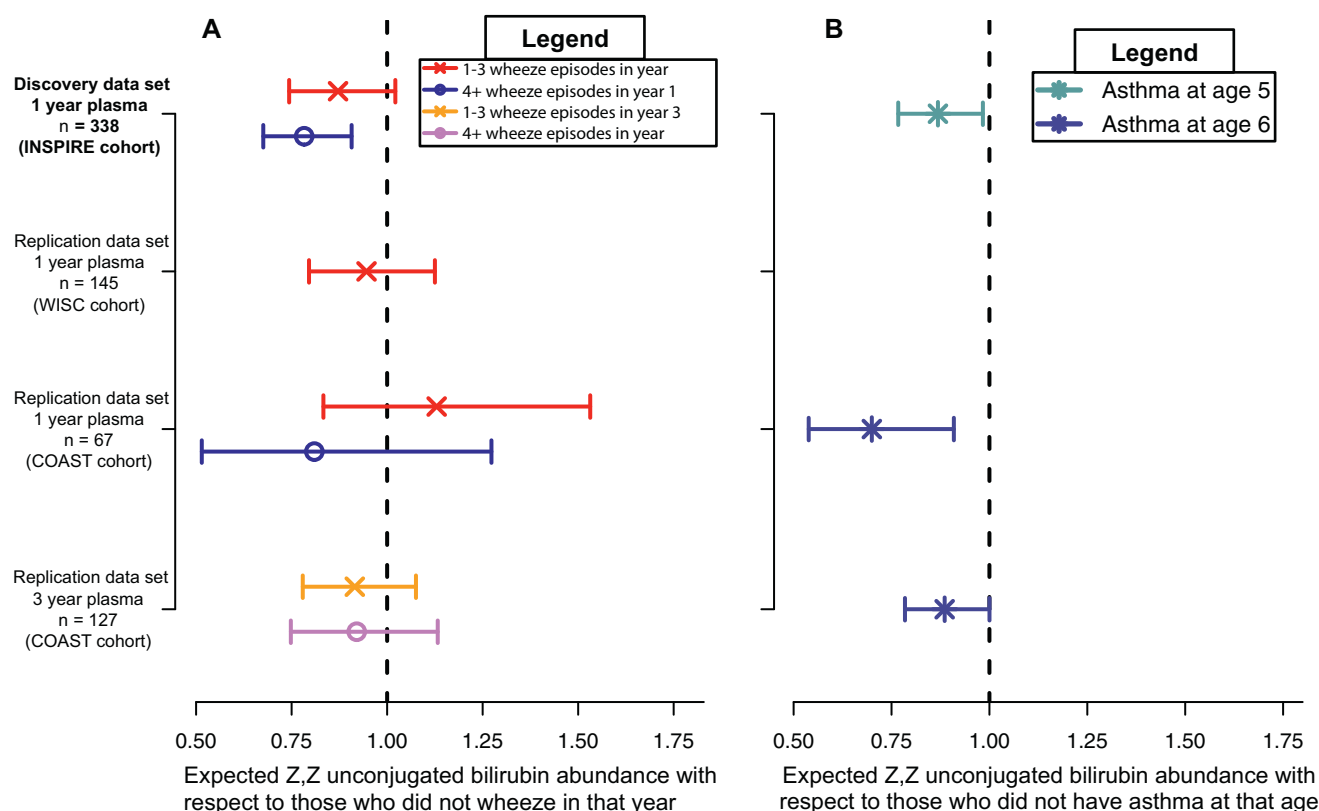 A
Legend
1-3 wheeze episodes in year
4+ wheeze episodes in year 1
1-3 wheeze episodes in year 3
4+ wheeze episodes in year
B
Legend
Asthma at age 5
Asthma at age 6
Discovery data set
1 year plasma
n = 338
(INSPIRE cohort)
Replication data set
1 year plasma
n = 145
(WISC cohort)
Replication data set
1 year plasma
n = 67
(COAST cohort)
Replication data set
3 year plasma
n = 127
(COAST cohort)
0.50 0.75 1.00 1.25 1.50 1.75
Expected Z,Z unconjugated bilirubin abundance with
respect to those who did not wheeze in that year
0.50 0.75 1.00 1.25 1.50 1.75
Expected Z,Z unconjugated bilirubin abundance with
respect to those who did not have asthma at that age